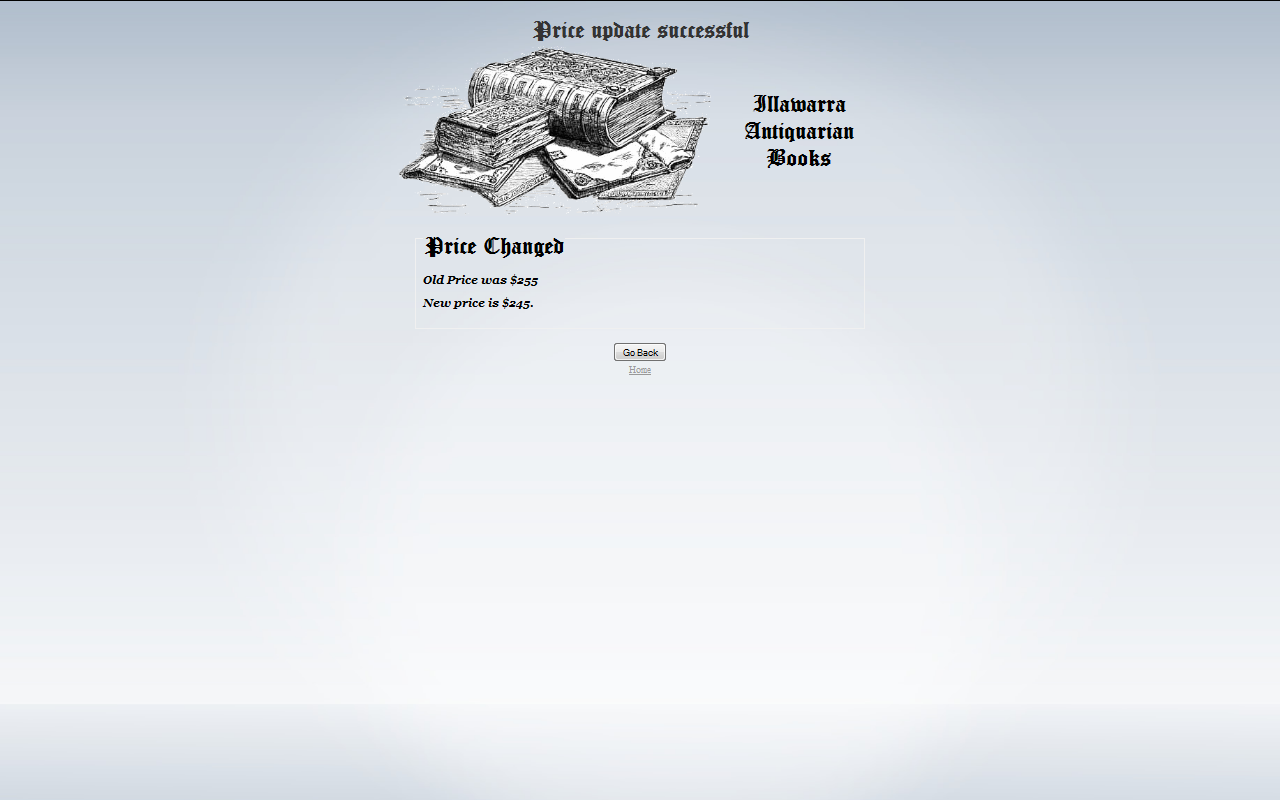 Price update successful
Illawarra
Antiquarian
Books
Price Changed
Old Price was $255
New price is $245.
Go Back
Home